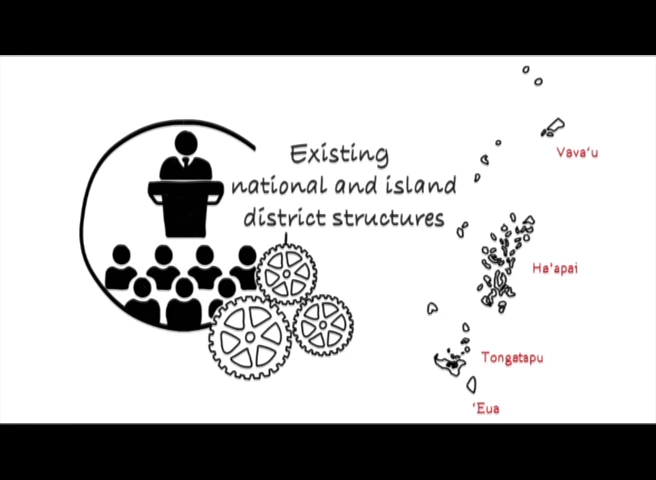 Existing
national and island
district structures
Vava'u
Ha'apai
Tongatapu
'Eua